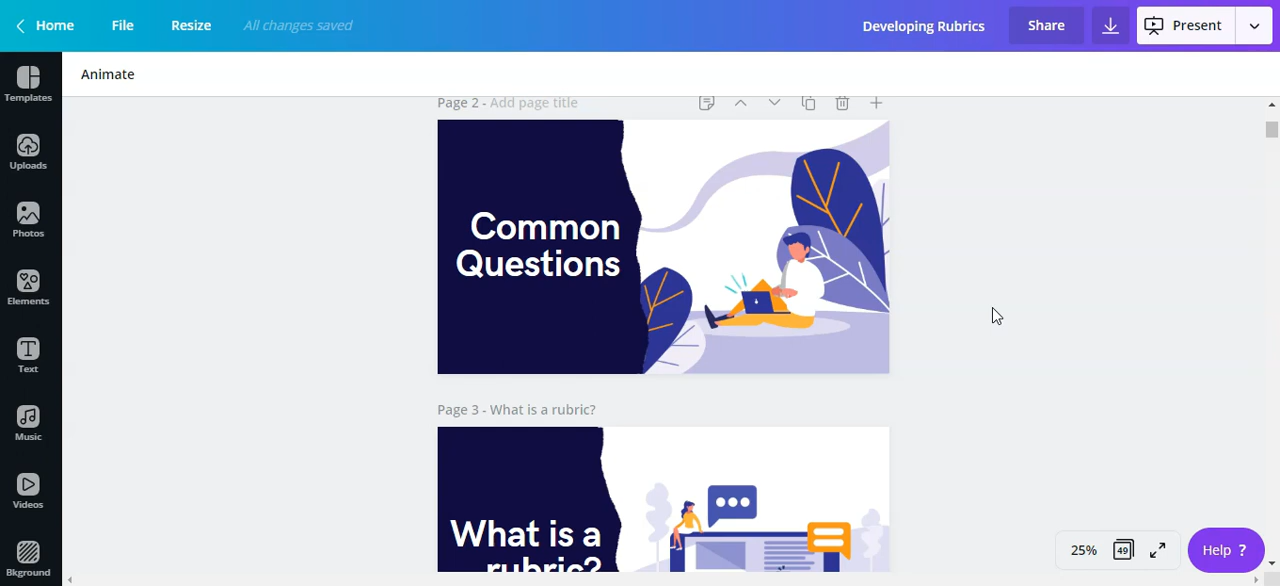 Home File Resize All changes saved Developing Rubrics Share Present
Animate
Templates
Uploads
Photos
Elements
Text
Music
Videos
Bkground
Page 2 - Add page title
Common
Questions
Page 3 - What is a rubric?
What is a
rubric?
25% 49 Help ?